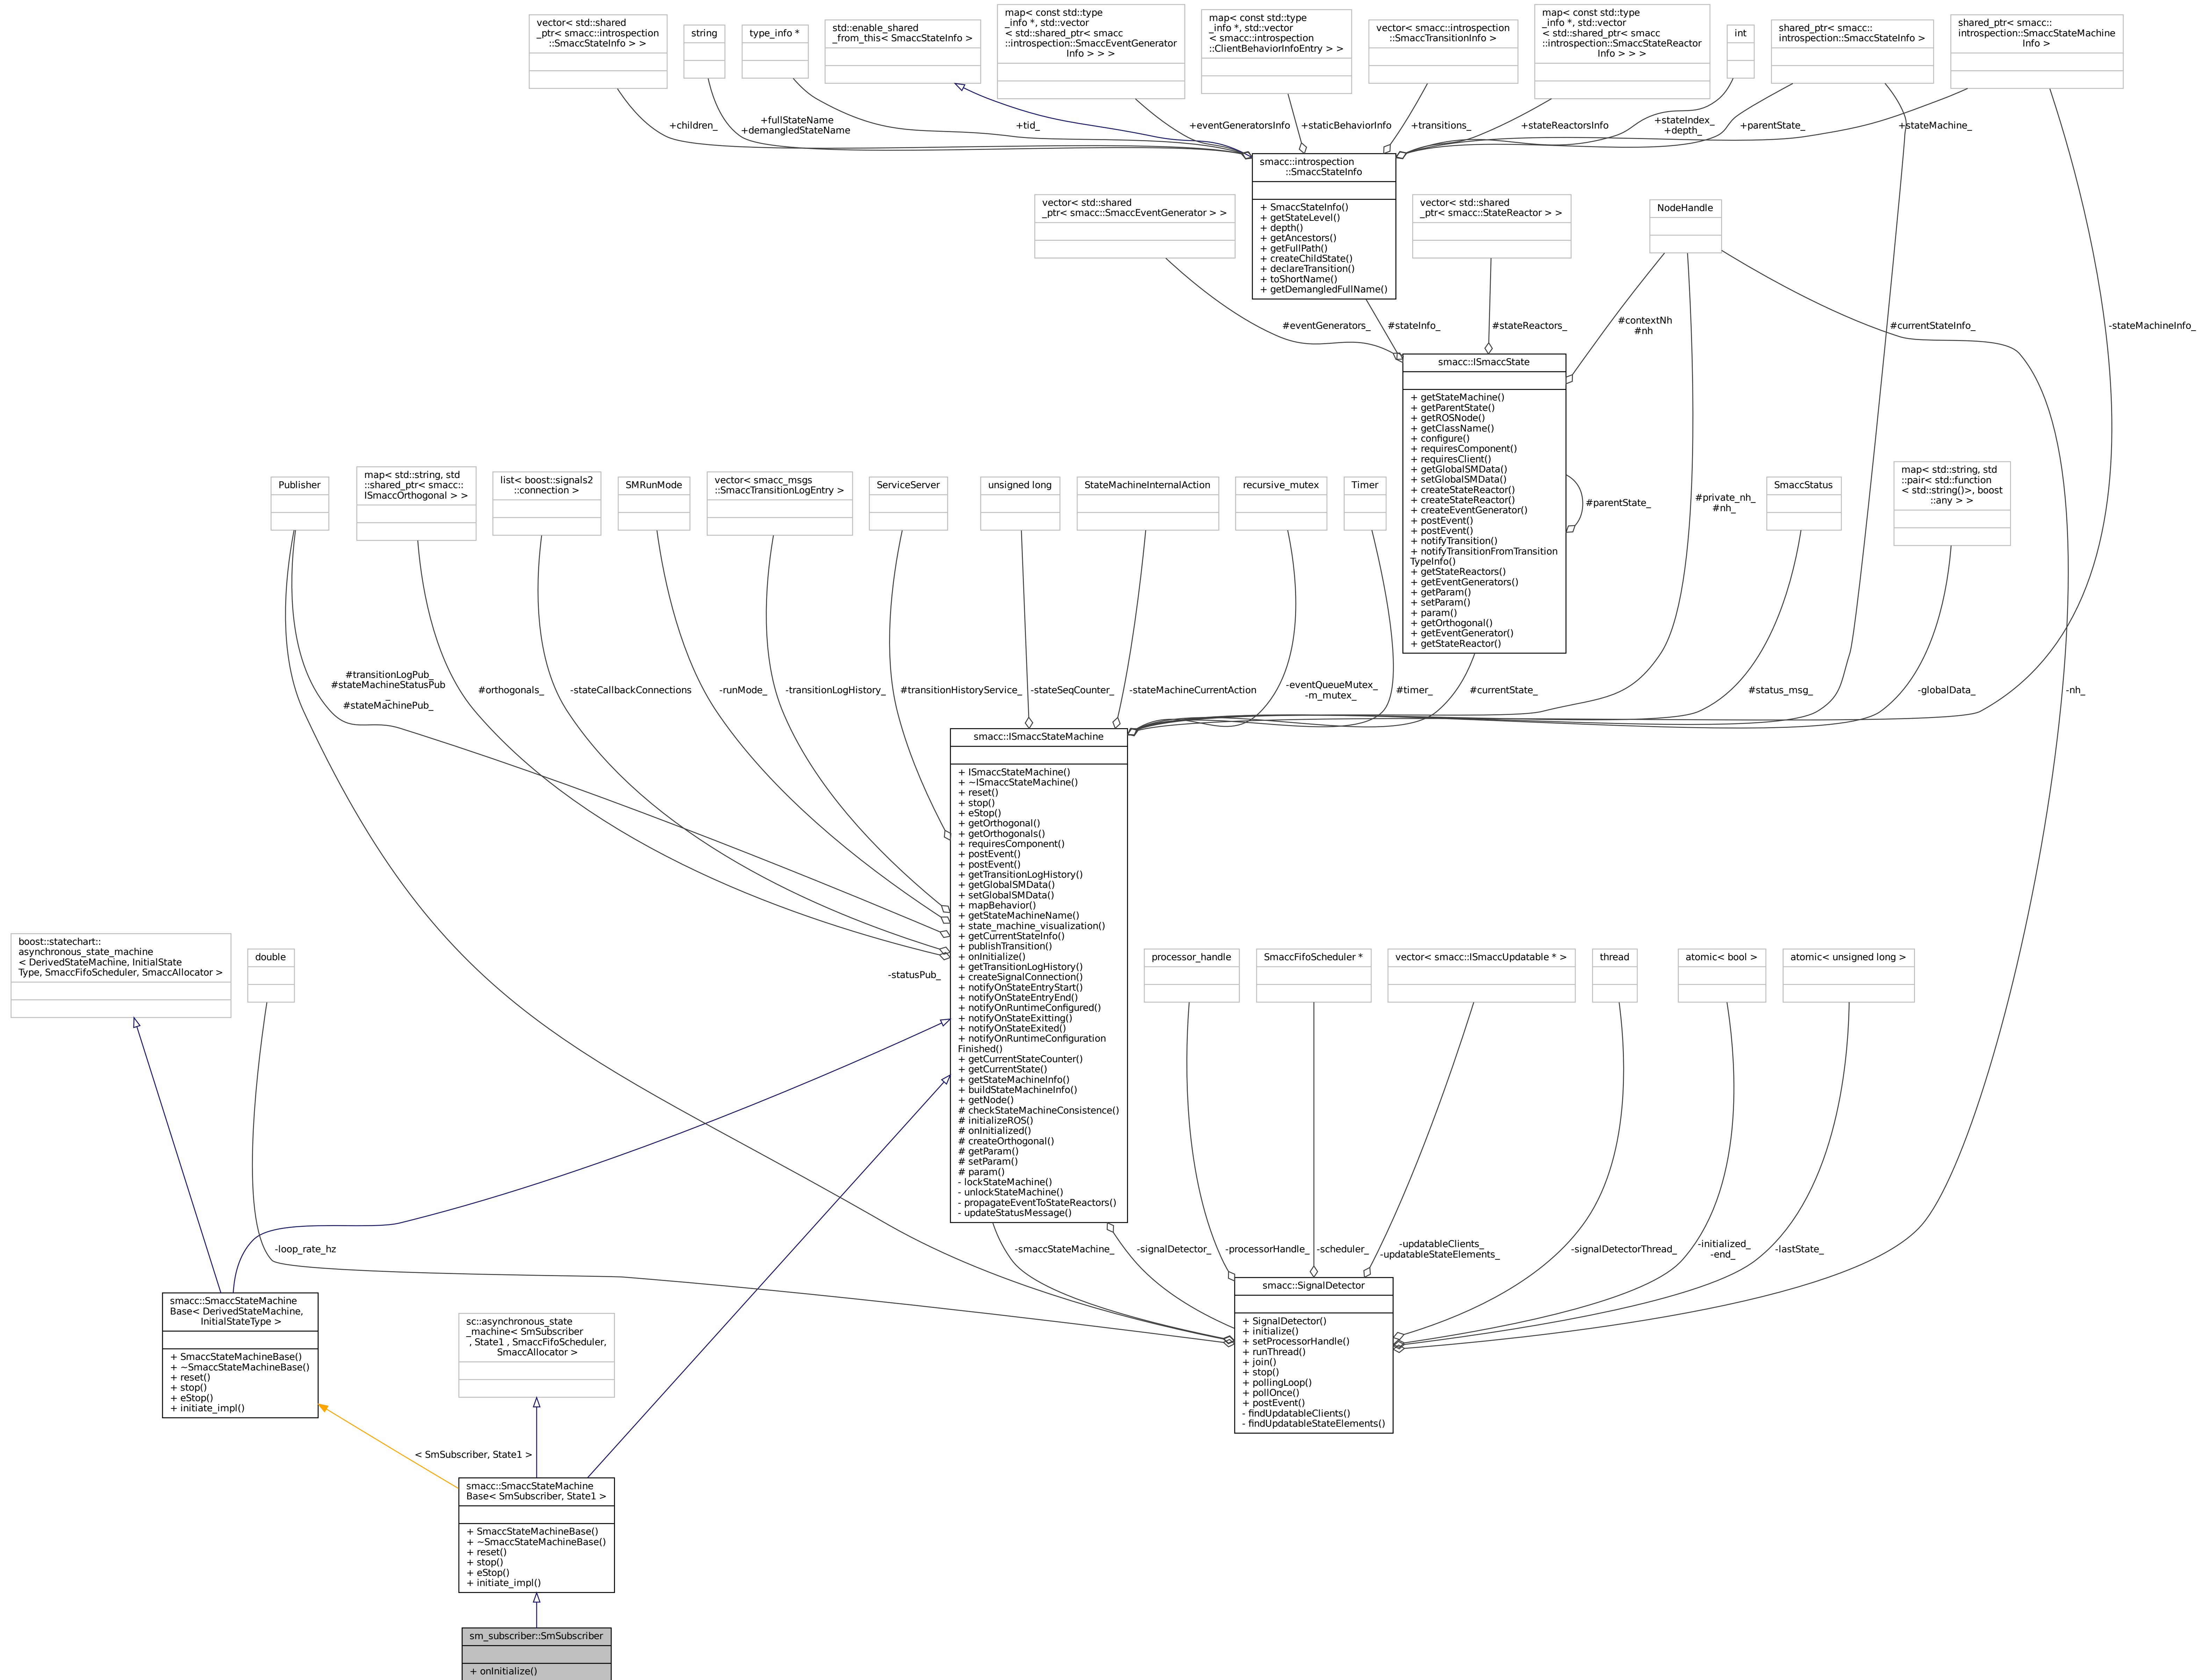 vector< std::shared
_ptr< smacc::introspection
::SmaccStateInfo > >
string
type_info *
std::enable_shared
_from_this< SmaccStateInfo >
map< const std::type
_info *, std::vector
< std::shared_ptr< smacc
::introspection::SmaccEventGenerator
Info > > >
map< const std::type
_info *, std::vector
< smacc::introspection
::ClientBehaviorInfoEntry > >
vector< smacc::introspection
::SmaccTransitionInfo >
map< const std::type
_info *, std::vector
< std::shared_ptr< smacc
::introspection::SmaccStateReactor
Info > > >
int
shared_ptr< smacc::
introspection::SmaccStateInfo >
shared_ptr< smacc::
introspection::SmaccStateMachine
Info >
+children_
+fullStateName
+demangledStateName
+tid_
+eventGeneratorsInfo
+staticBehaviorInfo
+transitions_
+stateReactorsInfo
+stateIndex_
+depth_
+parentState_
+stateMachine_
smacc::introspection
::SmaccStateInfo
+ SmaccStateInfo()
+ getStateLevel()
+ depth()
+ getAncestors()
+ getFullPath()
+ createChildState()
+ declareTransition()
+ toShortName()
+ getDemangledFullName()
vector< std::shared
_ptr< smacc::SmaccEventGenerator > >
vector< std::shared
_ptr< smacc::StateReactor > >
NodeHandle
#eventGenerators_
#stateInfo_
#stateReactors_
#contextNh
#nh
#currentStateInfo_
-stateMachineInfo_
smacc::ISmaccState
+ getStateMachine()
+ getParentState()
+ getROSNode()
+ getClassName()
+ configure()
+ requiresComponent()
+ requiresClient()
+ getGlobalSMData()
+ setGlobalSMData()
+ createStateReactor()
+ createStateReactor()
+ createEventGenerator()
+ postEvent()
+ postEvent()
+ notifyTransition()
+ notifyTransitionFromTransition
TypeInfo()
+ getStateReactors()
+ getEventGenerators()
+ getParam()
+ setParam()
+ param()
+ getOrthogonal()
+ getEventGenerator()
+ getStateReactor()
#parentState_
#private_nh_
#nh_
Publisher
map< std::string, std
::shared_ptr< smacc::
ISmaccOrthogonal > >
list< boost::signals2
::connection >
SMRunMode
vector< smacc_msgs
::SmaccTransitionLogEntry >
ServiceServer
unsigned long
StateMachineInternalAction
recursive_mutex
Timer
SmaccStatus
map< std::string, std
::pair< std::function
< std::string()>, boost
::any > >
#transitionLogPub_
#stateMachineStatusPub
_
#stateMachinePub_
#orthogonals_
-stateCallbackConnections
-runMode_
-transitionLogHistory_
#transitionHistoryService_
-stateSeqCounter_
-stateMachineCurrentAction
-eventQueueMutex_
-m_mutex_
#timer_
#currentState_
#status_msg_
-globalData_
-nh_
smacc::ISmaccStateMachine
+ ISmaccStateMachine()
+ ~ISmaccStateMachine()
+ reset()
+ stop()
+ eStop()
+ getOrthogonal()
+ getOrthogonals()
+ requiresComponent()
+ postEvent()
+ postEvent()
+ getTransitionLogHistory()
+ getGlobalSMData()
+ setGlobalSMData()
+ mapBehavior()
+ getStateMachineName()
+ state_machine_visualization()
+ getCurrentStateInfo()
+ publishTransition()
+ onInitialize()
+ getTransitionLogHistory()
+ createSignalConnection()
+ notifyOnStateEntryStart()
+ notifyOnStateEntryEnd()
+ notifyOnRuntimeConfigured()
+ notifyOnStateExitting()
+ notifyOnStateExited()
+ notifyOnRuntimeConfiguration
Finished()
+ getCurrentStateCounter()
+ getCurrentState()
+ getStateMachineInfo()
+ buildStateMachineInfo()
+ getNode()
# checkStateMachineConsistence()
# initializeROS()
# onInitialized()
# createOrthogonal()
# getParam()
# setParam()
# param()
- lockStateMachine()
- unlockStateMachine()
- propagateEventToStateReactors()
- updateStatusMessage()
-statusPub_
boost::statechart::
asynchronous_state_machine
< DerivedStateMachine, InitialState
Type, SmaccFifoScheduler, SmaccAllocator >
double
processor_handle
SmaccFifoScheduler *
vector< smacc::ISmaccUpdatable * >
thread
atomic< bool >
atomic< unsigned long >
-loop_rate_hz
-smaccStateMachine_
-signalDetector_
-processorHandle_
-scheduler_
-updatableClients_
-updatableStateElements_
-signalDetectorThread_
-initialized_
-end_
-lastState_
smacc::SignalDetector
+ SignalDetector()
+ initialize()
+ setProcessorHandle()
+ runThread()
+ join()
+ stop()
+ pollingLoop()
+ pollOnce()
+ postEvent()
- findUpdatableClients()
- findUpdatableStateElements()
smacc::SmaccStateMachine
Base< DerivedStateMachine,
InitialStateType >
+ SmaccStateMachineBase()
+ ~SmaccStateMachineBase()
+ reset()
+ stop()
+ eStop()
+ initiate_impl()
sc::asynchronous_state
_machine< SmSubscriber
, State1 , SmaccFifoScheduler,
SmaccAllocator >
< SmSubscriber, State1 >
smacc::SmaccStateMachine
Base< SmSubscriber, State1 >
+ SmaccStateMachineBase()
+ ~SmaccStateMachineBase()
+ reset()
+ stop()
+ eStop()
+ initiate_impl()
sm_subscriber::SmSubscriber
+ onInitialize()